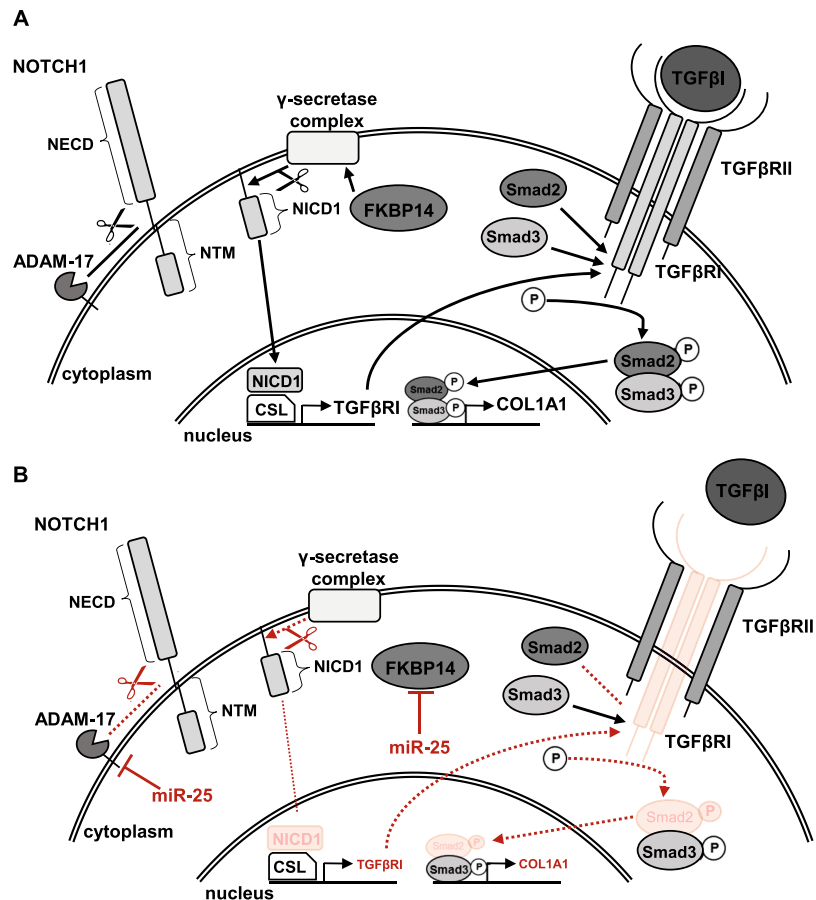 A
NOTCH1
NECD
γ-secretase
complex
TGFβI
TGFβRII
Smad2
Smad3
NICD1
FKBP14
ADAM-17
NTM
TGFβRI
P
cytoplasm
Smad2
P
Smad3
P
NICD1
CSL
TGFβRI
Smad2
P
Smad3
P
COL1A1
nucleus
B
TGFβI
NOTCH1
γ-secretase
complex
NECD
TGFβRII
Smad2
NICD1
FKBP14
Smad3
ADAM-17
NTM
TGFβRI
miR-25
P
miR-25
cytoplasm
Smad2
P
NICD1
Smad2
P
Smad3
P
CSL
TGFβRI
Smad3
P
COL1A1
nucleus